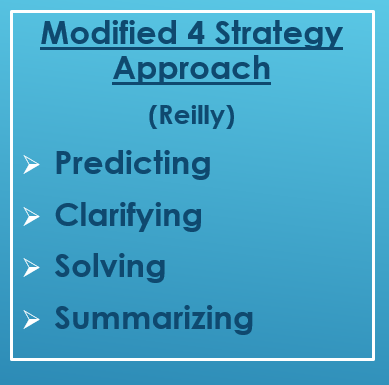 Modified 4 Strategy
Approach
(Reilly)
Predicting
Clarifying
Solving
Summarizing